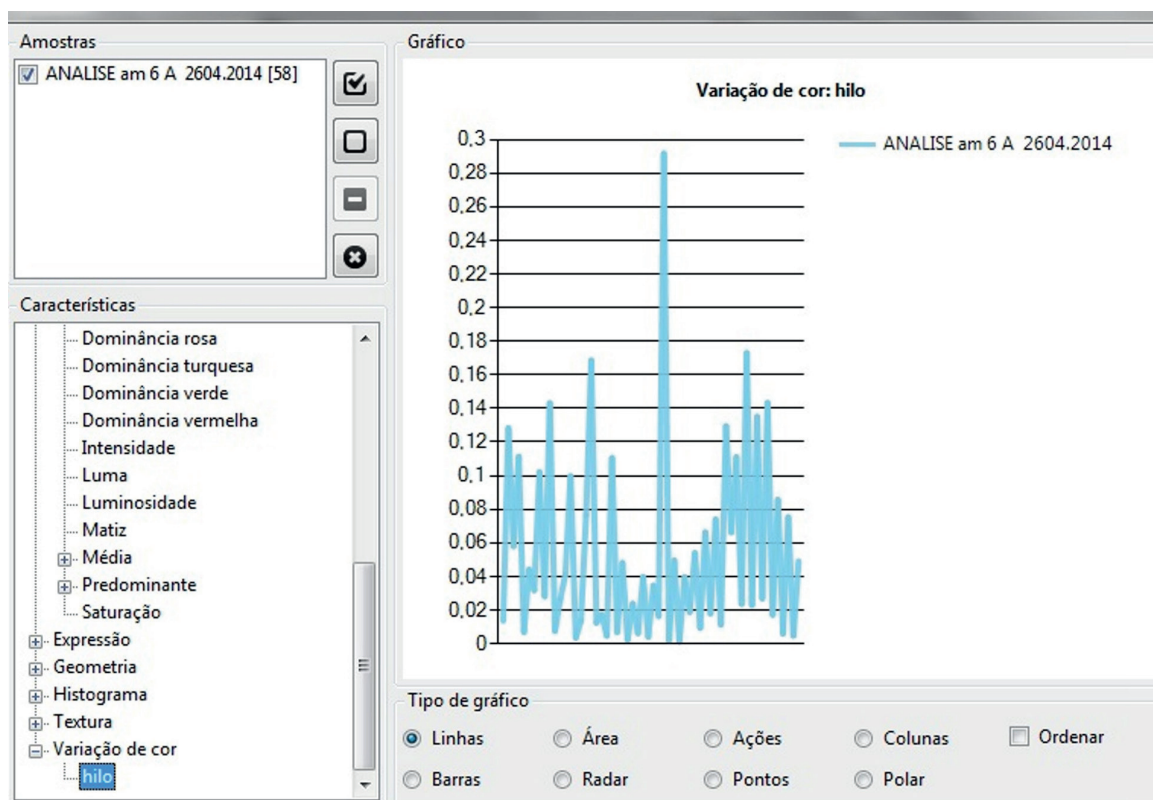 Amostras
ANALISE am 6 A 2604.2014 [58]
Características
Dominância rosa
Dominância turquesa
Dominância verde
Dominância vermelha
Intensidade
Luma
Luminosidade
Matiz
Média
Predominante
Saturação
Expressão
Geometria
Histograma
Textura
Variação de cor
hilo
Gráfico
Variação de cor: hilo
0,3
0,28
0,26
0,24
0,22
0,2
0,18
0,16
0,14
0,12
0,1
0,08
0,06
0,04
0,02
0
ANALISE am 6 A 2604.2014
Tipo de gráfico
Linhas Área Ações Colunas Ordenar
Barras Radar Pontos Polar